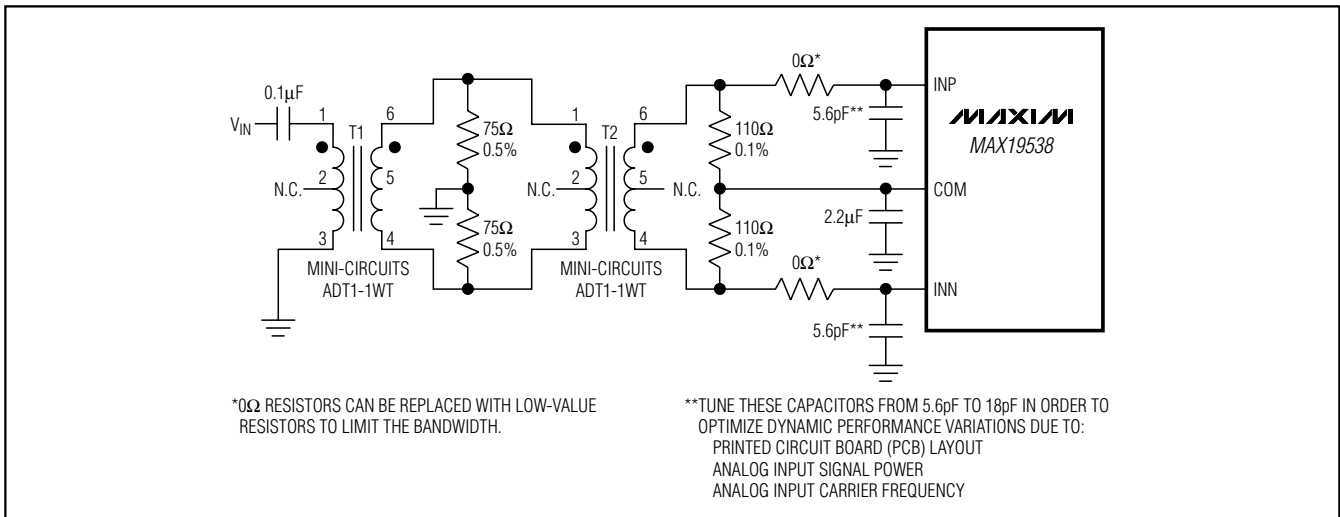 0Ω*
0.1µF
1
6
1
6
INP
VIN
T1
75Ω
0.5%
T2
110Ω
0.1%
5.6pF**
MAXIM
MAX19538
N.C.
2
5
N.C.
2
5
N.C.
COM
3
4
75Ω
0.5%
3
4
110Ω
0.1%
2.2µF
MINI-CIRCUITS
ADT1-1WT
MINI-CIRCUITS
ADT1-1WT
0Ω*
INN
5.6pF**
*0Ω RESISTORS CAN BE REPLACED WITH LOW-VALUE
RESISTORS TO LIMIT THE BANDWIDTH.
**TUNE THESE CAPACITORS FROM 5.6pF TO 18pF IN ORDER TO
OPTIMIZE DYNAMIC PERFORMANCE VARIATIONS DUE TO:
PRINTED CIRCUIT BOARD (PCB) LAYOUT
ANALOG INPUT SIGNAL POWER
ANALOG INPUT CARRIER FREQUENCY